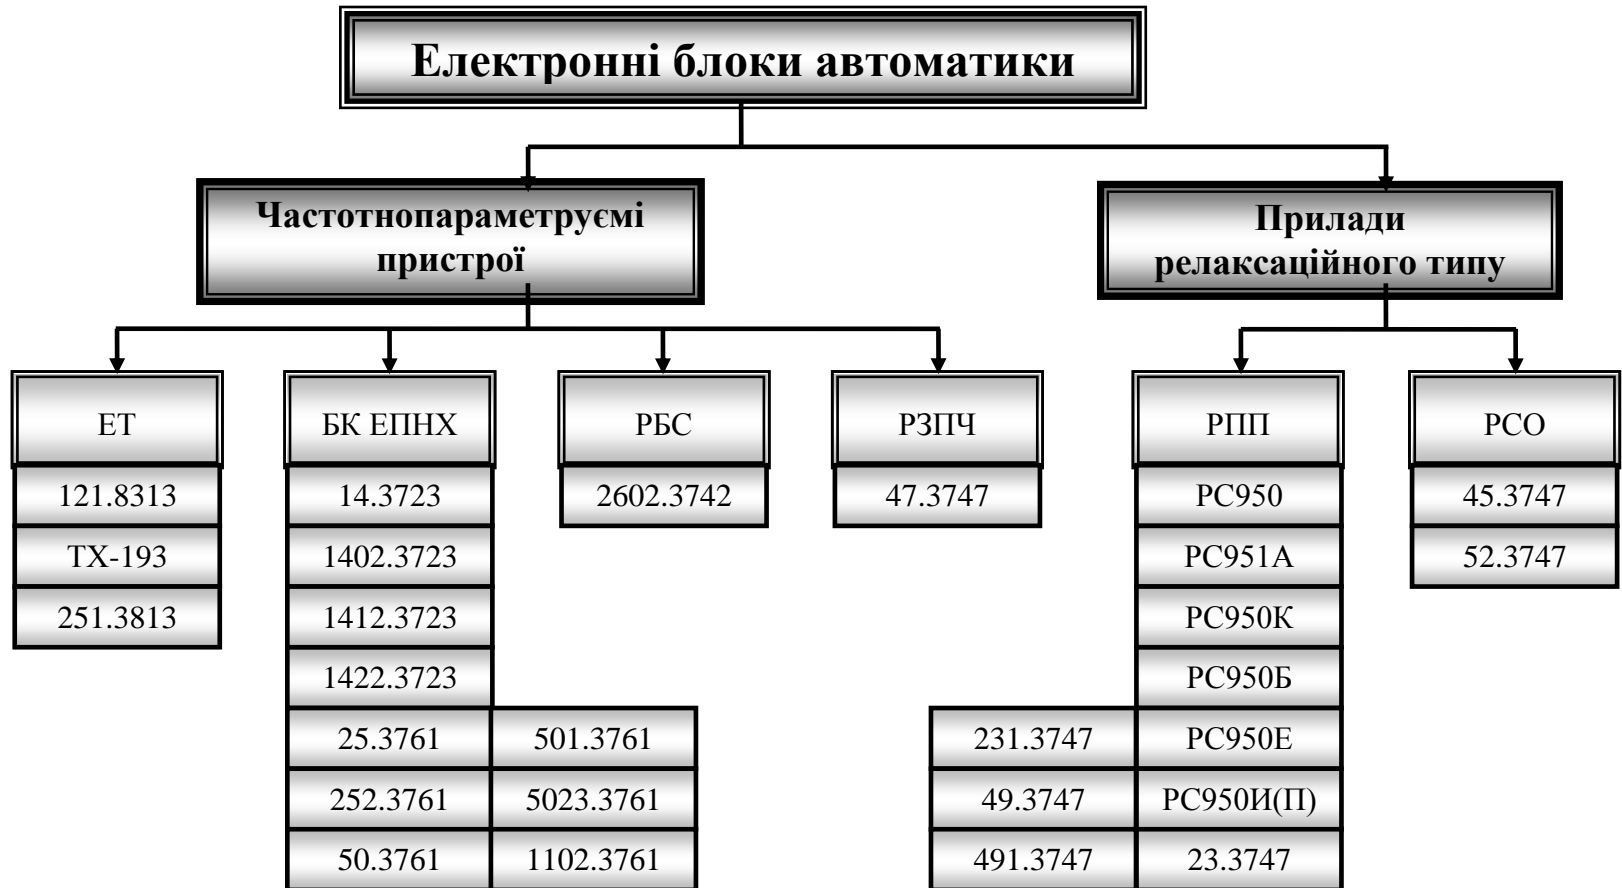 Електронні блоки автоматики
Частотнопараметруємі
пристрої
Прилади
релаксаційного типу
ЕТ
БК ЕПНХ
РБС
РЗПЧ
РПП
РСО
121.8313
14.3723
2602.3742
47.3747
РС950
45.3747
ТХ-193
1402.3723
РС951А
52.3747
251.3813
1412.3723
РС950К
1422.3723
РС950Б
25.3761
501.3761
231.3747
РС950Е
252.3761
5023.3761
49.3747
РС950И(П)
50.3761
1102.3761
491.3747
23.3747